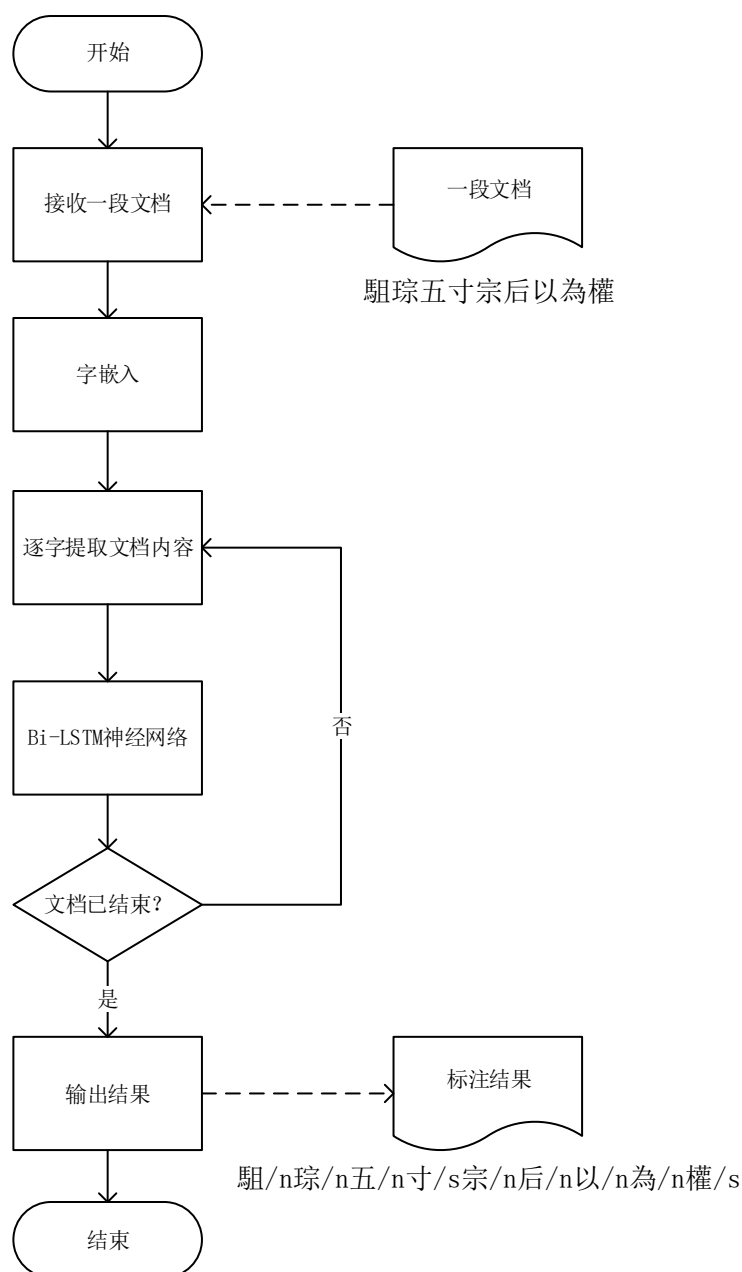 开始
接收一段文档
一段文档
駔琮五寸宗后以為權
字嵌入
逐字提取文档内容
Bi-LSTM神经网络
否
文档已结束?
是
输出结果
标注结果
駔/n琮/n五/n寸/s宗/n后/n以/n為/n權/s
结束